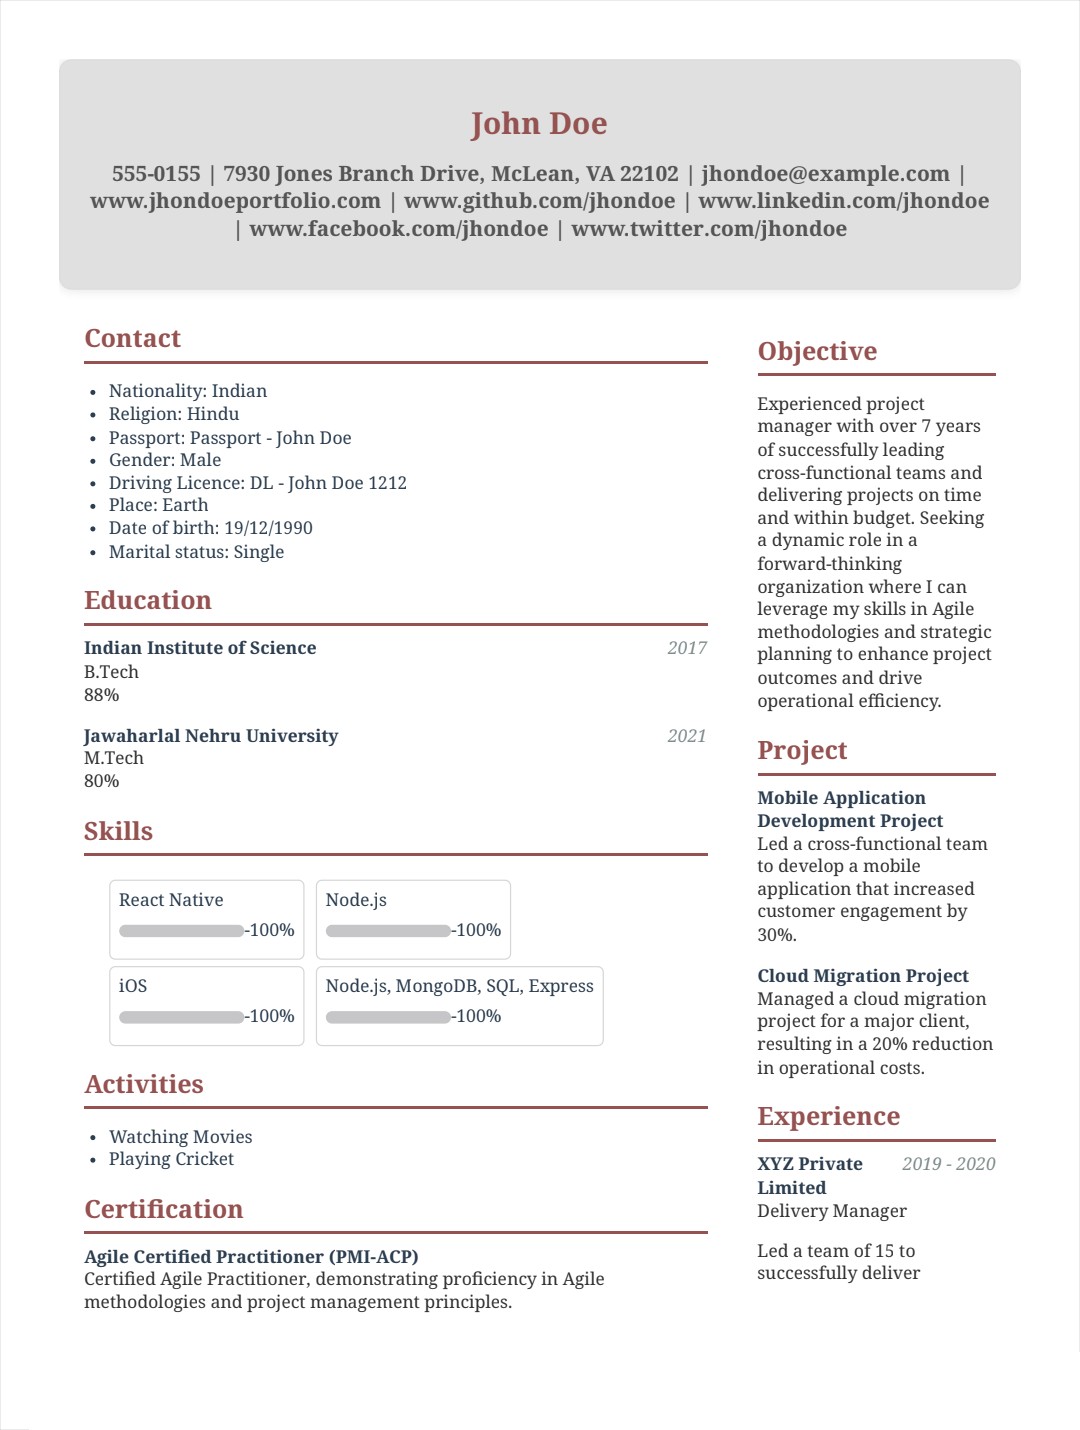 John Doe
555-0155 | 7930 Jones Branch Drive, McLean, VA 22102 | jhondoe@example.com |
www.jhondoeportfolio.com | www.github.com/jhondoe | www.linkedin.com/jhondoe
| www.facebook.com/jhondoe | www.twitter.com/jhondoe
Contact
• Nationality: Indian
• Religion: Hindu
• Passport: Passport - John Doe
• Gender: Male
• Driving Licence: DL - John Doe 1212
• Place: Earth
• Date of birth: 19/12/1990
• Marital status: Single
Education
Indian Institute of Science 2017
B.Tech
88%
Jawaharlal Nehru University 2021
M.Tech
80%
Skills
React Native
-100%
Node.js
-100%
iOS
-100%
Node.js, MongoDB, SQL, Express
-100%
Activities
• Watching Movies
• Playing Cricket
Certification
Agile Certified Practitioner (PMI-ACP)
Certified Agile Practitioner, demonstrating proficiency in Agile
methodologies and project management principles.
Objective
Experienced project
manager with over 7 years
of successfully leading
cross-functional teams and
delivering projects on time
and within budget. Seeking
a dynamic role in a
forward-thinking
organization where I can
leverage my skills in Agile
methodologies and strategic
planning to enhance project
outcomes and drive
operational efficiency.
Project
Mobile Application
Development Project
Led a cross-functional team
to develop a mobile
application that increased
customer engagement by
30%.
Cloud Migration Project
Managed a cloud migration
project for a major client,
resulting in a 20% reduction
in operational costs.
Experience
XYZ Private 2019 - 2020
Limited
Delivery Manager
Led a team of 15 to
successfully deliver